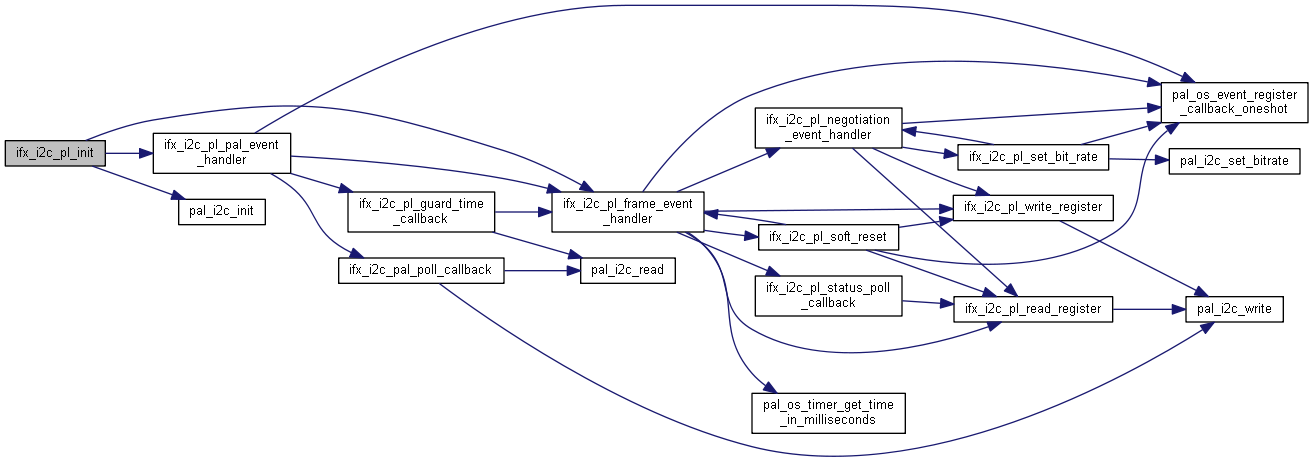 ifx_i2c_pl_init
ifx_i2c_pl_pal_event
_handler
pal_i2c_init
ifx_i2c_pl_guard_time
_callback
ifx_i2c_pal_poll_callback
ifx_i2c_pl_frame_event
_handler
pal_i2c_read
ifx_i2c_pl_negotiation
_event_handler
ifx_i2c_pl_soft_reset
ifx_i2c_pl_status_poll
_callback
pal_os_timer_get_time
_in_milliseconds
ifx_i2c_pl_set_bit_rate
ifx_i2c_pl_write_register
ifx_i2c_pl_read_register
pal_os_event_register
_callback_oneshot
pal_i2c_set_bitrate
pal_i2c_write